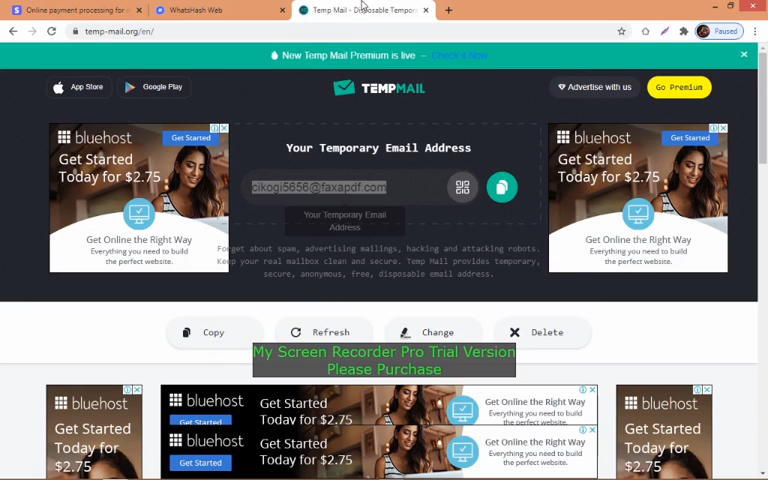 Online payment processing for
WhatsHash Web
Temp Mail - Disposable Tempora
Paused
temp-mail.org/en/
New Temp Mail Premium is live – Check it Now
App Store
Google Play
TEMPMAIL
Advertise with us
Go Premium
bluehost
Get Started
Get Started
Today for $2.75
Get Online the Right Way
Everything you need to build
the perfect website.
Your Temporary Email Address
cikogi5656@faxapdf.com
Your Temporary Email
Address
Forget about spam, advertising mailings, hacking and attacking robots.
Keep your real mailbox clean and secure. Temp Mail provides temporary,
secure, anonymous, free, disposable email address.
bluehost
Get Started
Get Started
Today for $2.75
Get Online the Right Way
Everything you need to build
the perfect website.
Copy
Refresh
Change
Delete
My Screen Recorder Pro Trial Version
Please Purchase
bluehost
Get Started
Today for
$2.75
bluehost
Get Started
Get Started
Today for $2.75
Get Online the Right Way
Everything you need to build
the perfect website.
bluehost
Get Started
Get Started
Today for $2.75
Get Online the Right Way
Everything you need to build
the perfect website.
bluehost
Get Started
Today for
$2.75